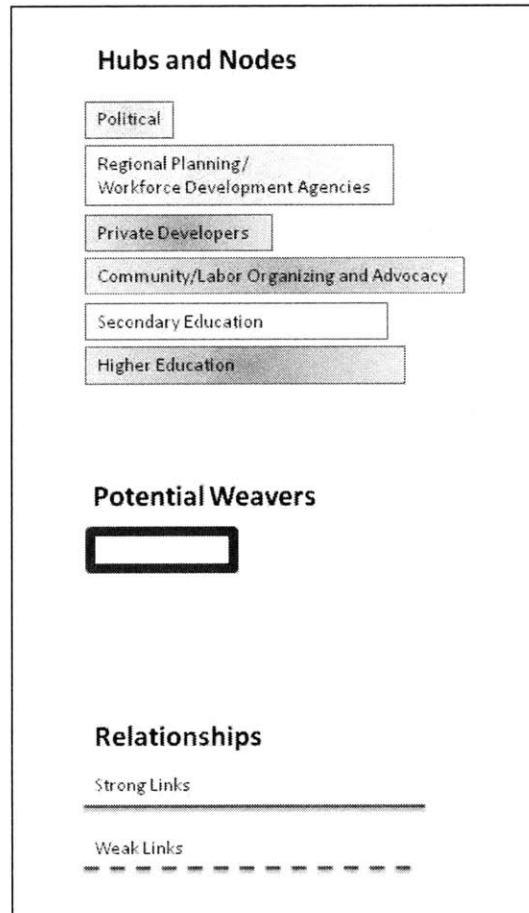 Hubs and Nodes
Political
Regional Planning/
Workforce Development Agencies
Private Developers
Community/Labor Organizing and Advocacy
Secondary Education
Higher Education
Potential Weavers
Relationships
Strong Links
Weak Links